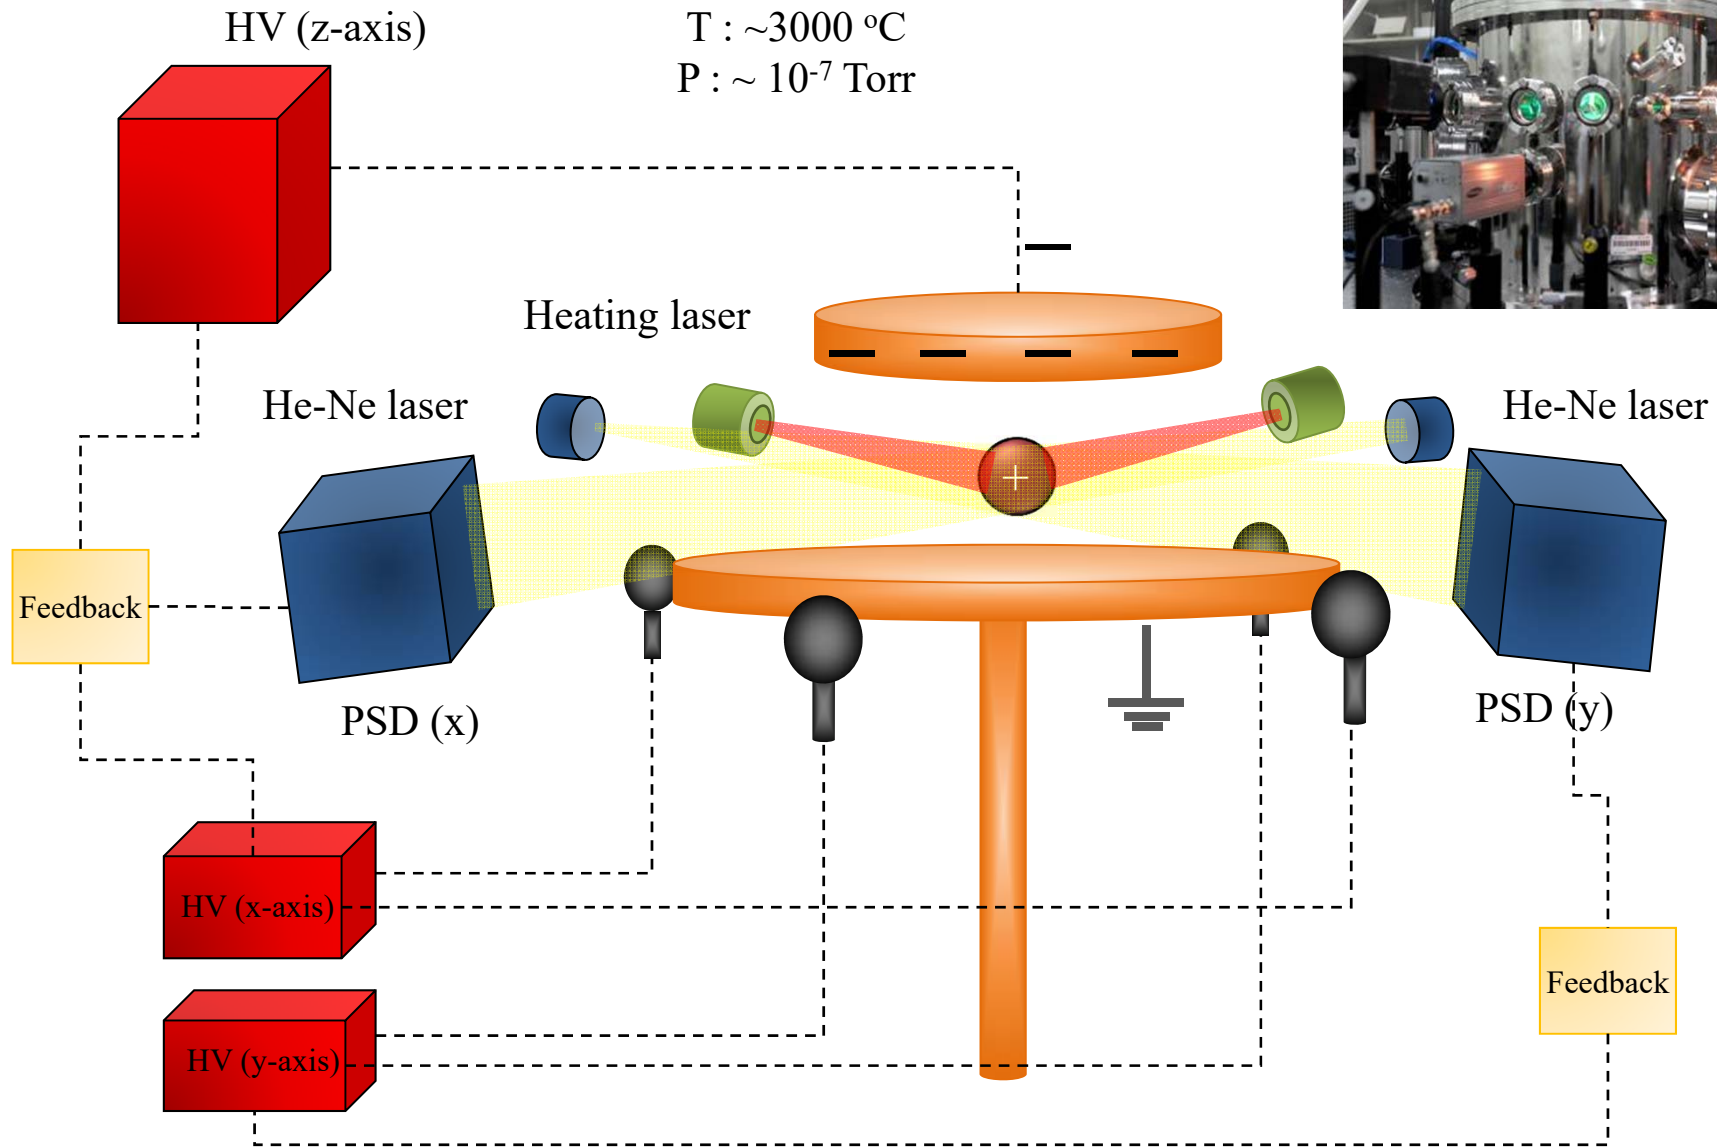 HV (z-axis)
T : ~3000 °C
P : ~ 10⁻⁷ Torr
Heating laser
He-Ne laser
He-Ne laser
Feedback
PSD (x)
PSD (y)
HV (x-axis)
Feedback
HV (y-axis)